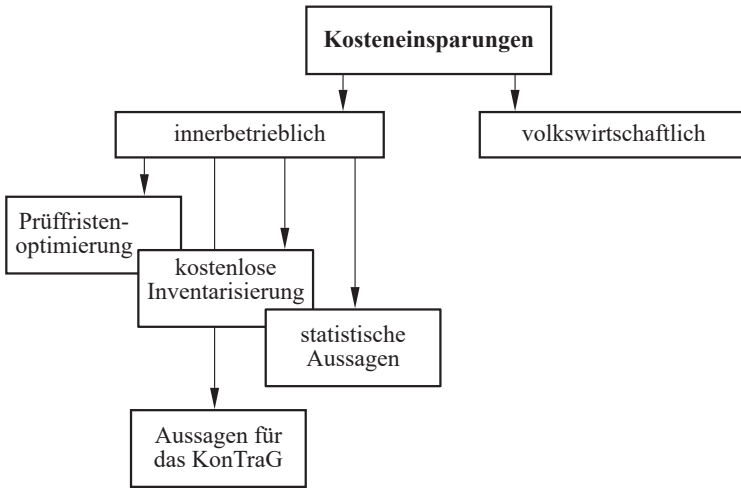 Kosteneinsparungen
innerbetrieblich
volkswirtschaftlich
Prüffristen-
optimierung
kostenlose
Inventarisierung
statistische
Aussagen
Aussagen für
das KonTraG